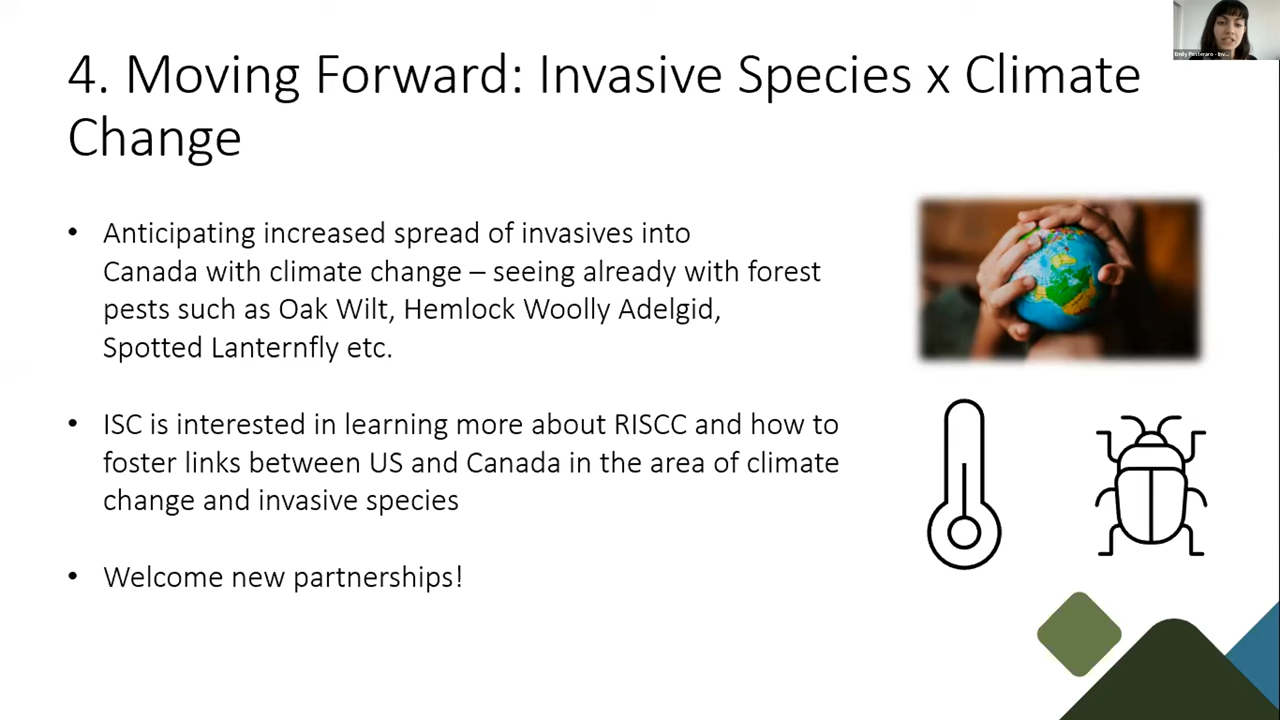 Emily Posteraro - Inv...
4. Moving Forward: Invasive Species x Climate
Change
• Anticipating increased spread of invasives into
Canada with climate change – seeing already with forest
pests such as Oak Wilt, Hemlock Woolly Adelgid,
Spotted Lanternfly etc.
• ISC is interested in learning more about RISCC and how to
foster links between US and Canada in the area of climate
change and invasive species
• Welcome new partnerships!